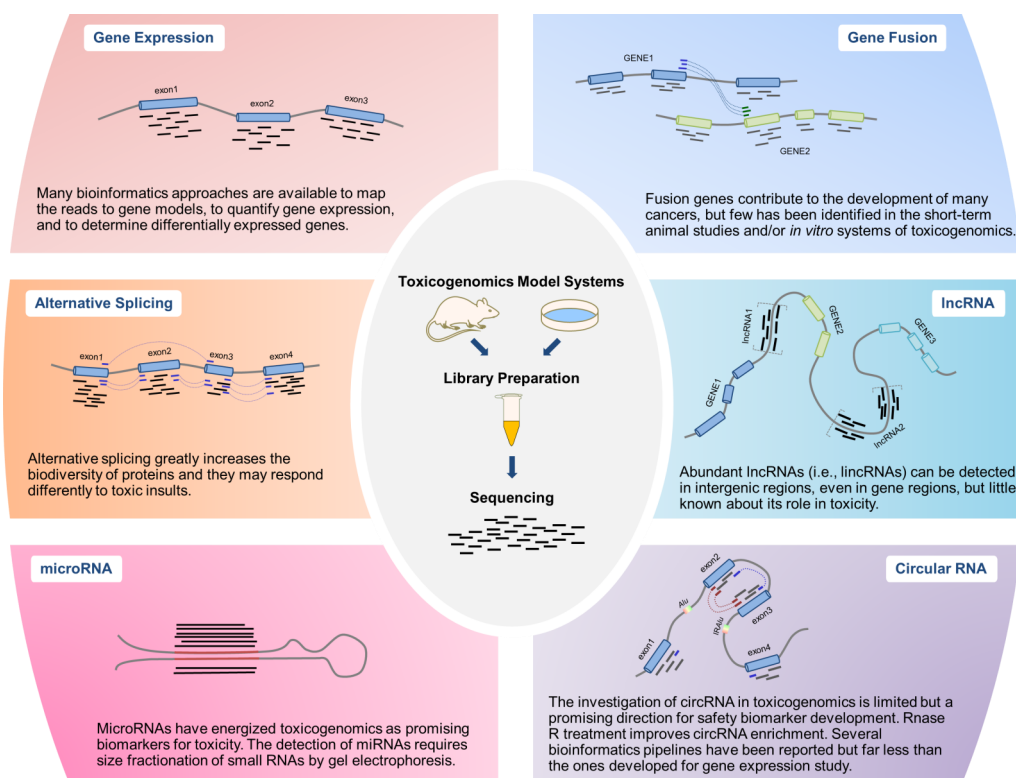 Gene Expression
exon1
exon2
exon3
Many bioinformatics approaches are available to map
the reads to gene models, to quantify gene expression,
and to determine differentially expressed genes.
Gene Fusion
GENE1
GENE2
Fusion genes contribute to the development of many
cancers, but few has been identified in the short-term
animal studies and/or in vitro systems of toxicogenomics.
Alternative Splicing
exon1
exon2
exon3
exon4
Alternative splicing greatly increases the
biodiversity of proteins and they may respond
differently to toxic insults.
Toxicogenomics Model Systems
Library Preparation
Sequencing
lncRNA
lncRNA1
GENE2
GENE3
GENE1
lncRNA2
Abundant lncRNAs (i.e., lincRNAs) can be detected
in intergenic regions, even in gene regions, but little
known about its role in toxicity.
microRNA
MicroRNAs have energized toxicogenomics as promising
biomarkers for toxicity. The detection of miRNAs requires
size fractionation of small RNAs by gel electrophoresis.
Circular RNA
exon2
Alu
exon3
IRAlu
exon1
exon4
The investigation of circRNA in toxicogenomics is limited but a
promising direction for safety biomarker development. Rnase
R treatment improves circRNA enrichment. Several
bioinformatics pipelines have been reported but far less than
the ones developed for gene expression study.